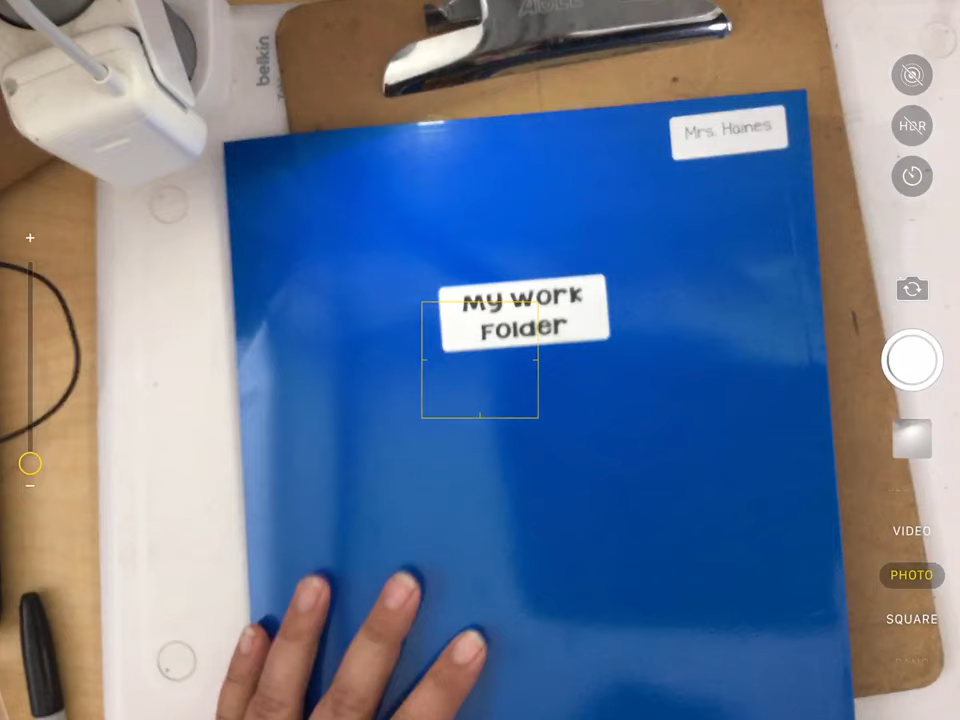 belkin
Mrs. Haines
My Work
Folder
HDR
VIDEO
PHOTO
SQUARE